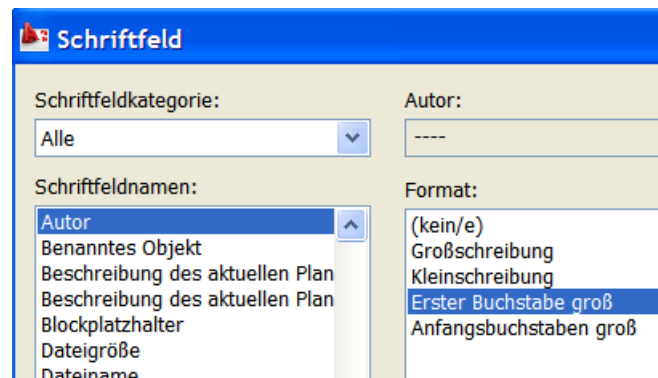 Schriftfeld
Schriftfeldkategorie:
Alle
Schriftfeldnamen:
Autor
Benanntes Objekt
Beschreibung des aktuellen Plan
Beschreibung des aktuellen Plan
Blockplatzhalter
Dateigröße
Dateiname
Autor:
----
Format:
(kein/e)
Großschreibung
Kleinschreibung
Erster Buchstabe groß
Anfangsbuchstaben groß